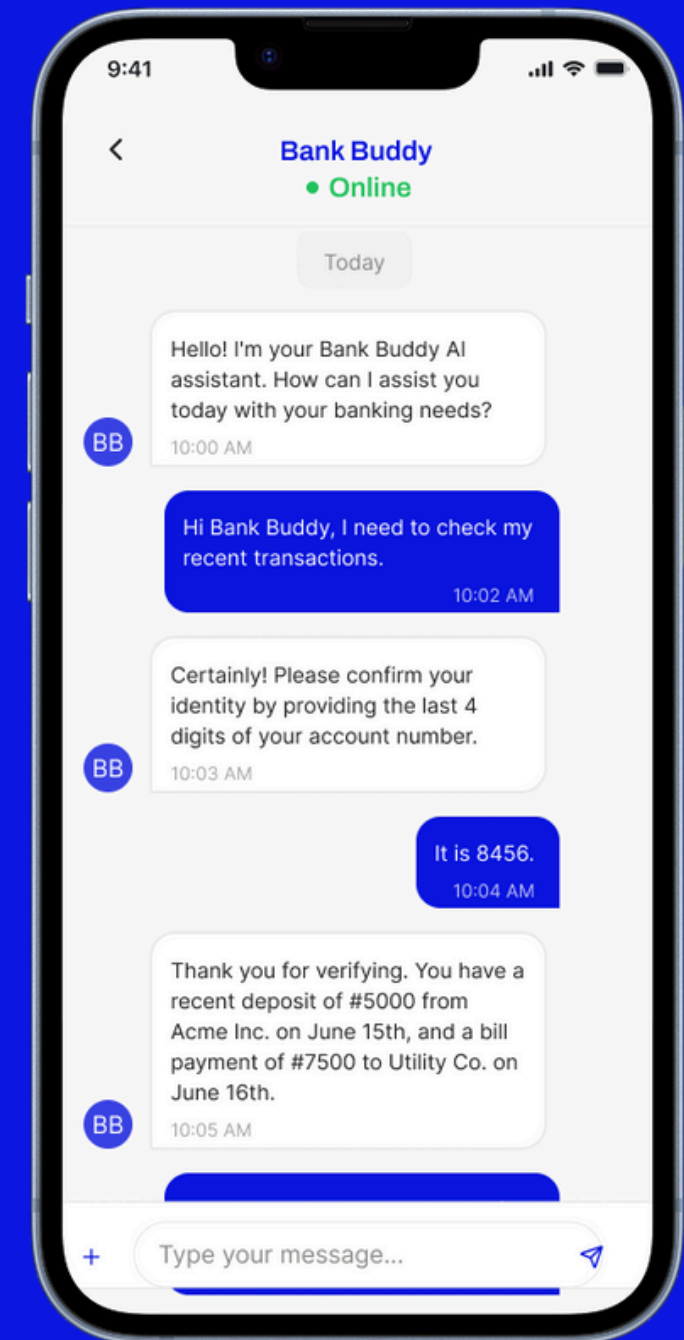 9:41
Bank Buddy
Online
Today
Hello! I'm your Bank Buddy AI
assistant. How can I assist you
today with your banking needs?
10:00 AM
BB
Hi Bank Buddy, I need to check my
recent transactions.
10:02 AM
Certainly! Please confirm your
identity by providing the last 4
digits of your account number.
10:03 AM
BB
It is 8456.
10:04 AM
Thank you for verifying. You have a
recent deposit of #5000 from
Acme Inc. on June 15th, and a bill
payment of #7500 to Utility Co. on
June 16th.
10:05 AM
BB
+
Type your message...